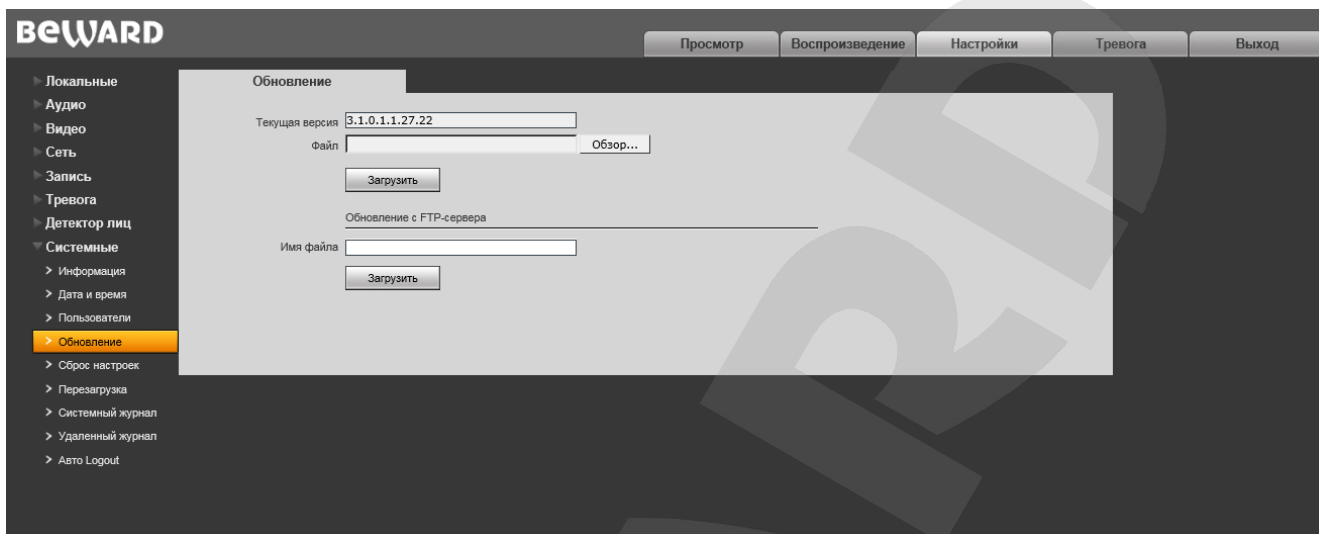 BEWARD
Просмотр Воспроизведение Настройки Тревога Выход
Локальные
Аудио
Видео
Сеть
Запись
Тревога
Детектор лиц
Системные
Информация
Дата и время
Пользователи
Обновление
Сброс настроек
Перезагрузка
Системный журнал
Удаленный журнал
Авто Logout
Обновление
Текущая версия 3.1.0.1.1.27.22
Файл Обзор...
Загрузить
Обновление с FTP-сервера
Имя файла
Загрузить